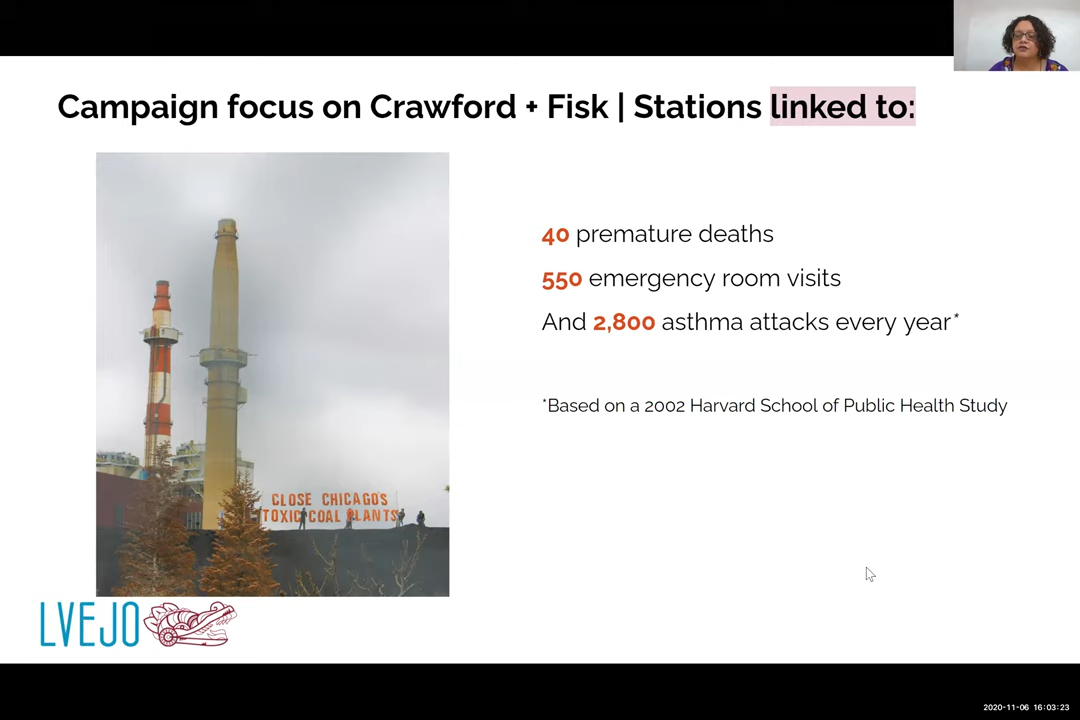 Campaign focus on Crawford + Fisk | Stations linked to:
40 premature deaths
550 emergency room visits
And 2,800 asthma attacks every year*
*Based on a 2002 Harvard School of Public Health Study
CLOSE CHICAGO'S
TOXIC COAL PLANTS
LVEJO
2020-11-06 16:03:23